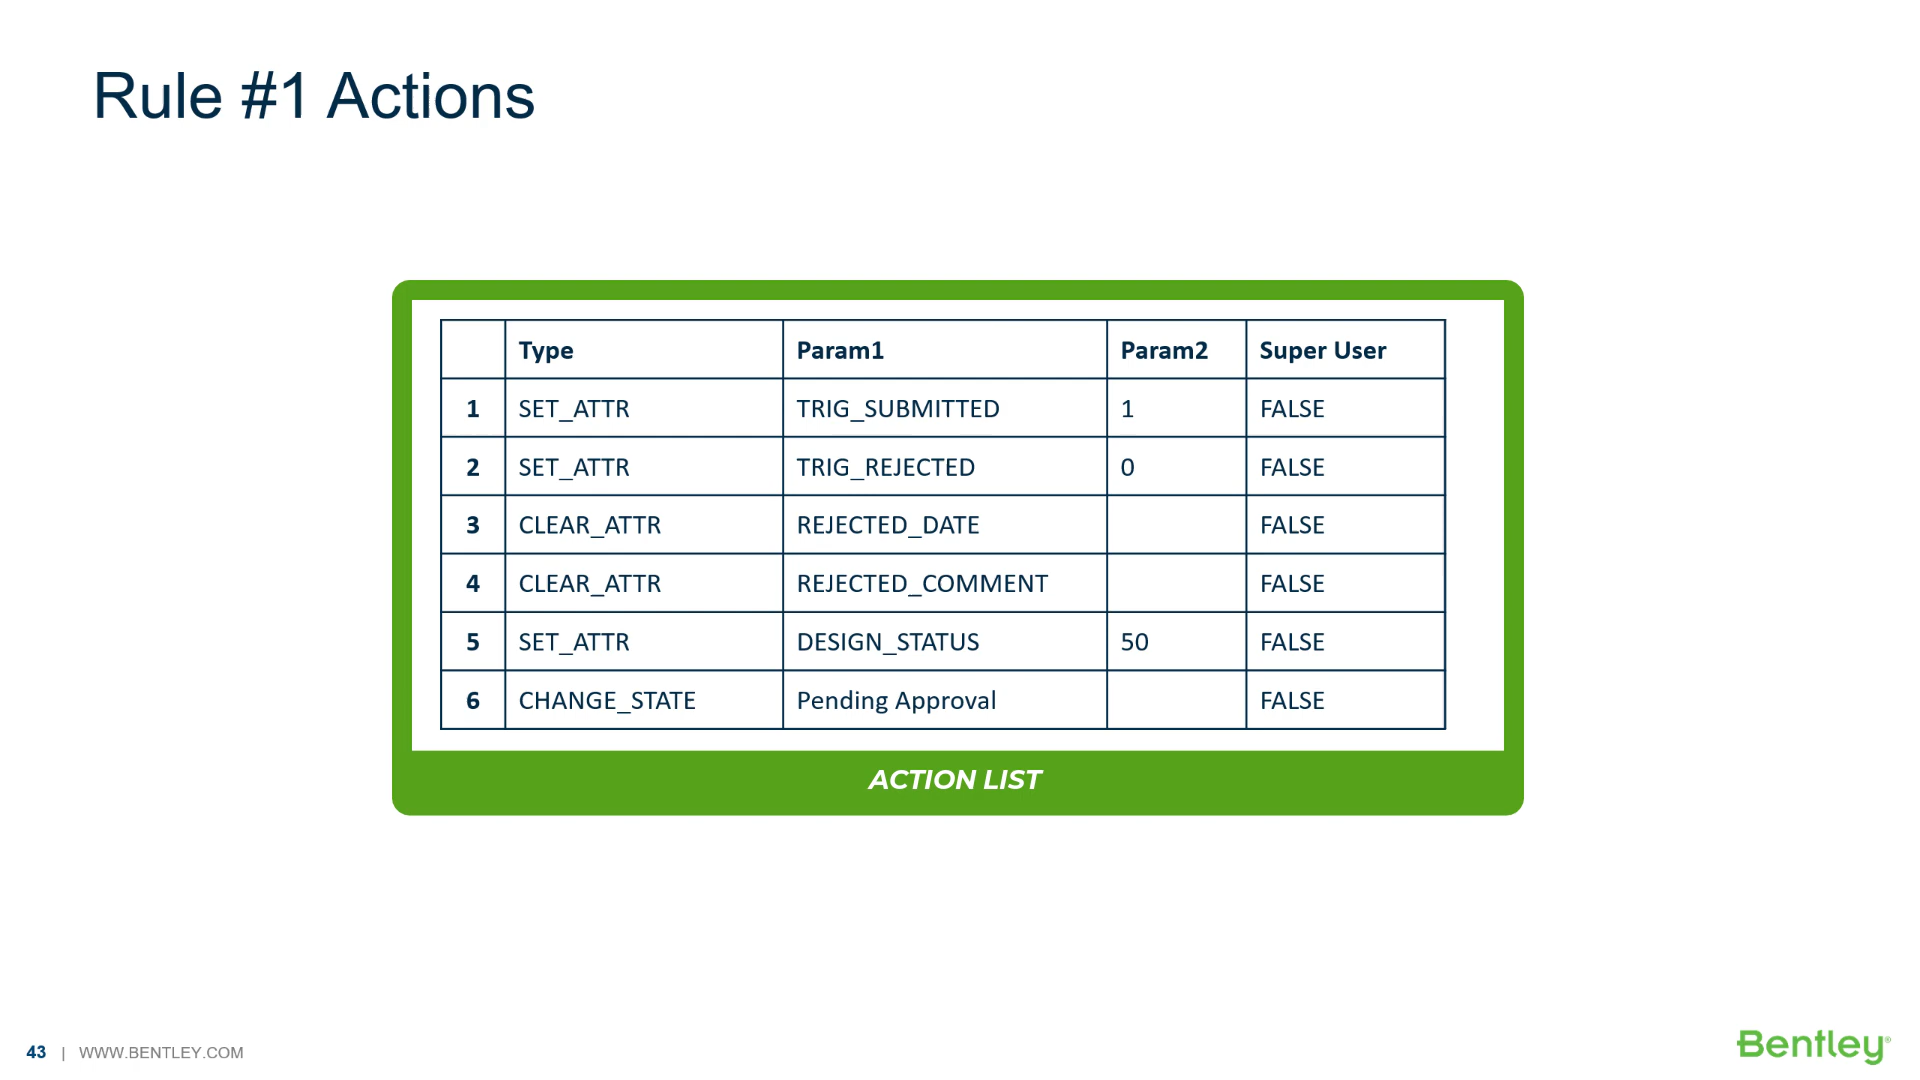 Rule #1 Actions
Type Param1 Param2 Super User
1 SET_ATTR TRIG_SUBMITTED 1 FALSE
2 SET_ATTR TRIG_REJECTED 0 FALSE
3 CLEAR_ATTR REJECTED_DATE FALSE
4 CLEAR_ATTR REJECTED_COMMENT FALSE
5 SET_ATTR DESIGN_STATUS 50 FALSE
6 CHANGE_STATE Pending Approval FALSE
ACTION LIST
43 | WWW.BENTLEY.COM
Bentley®